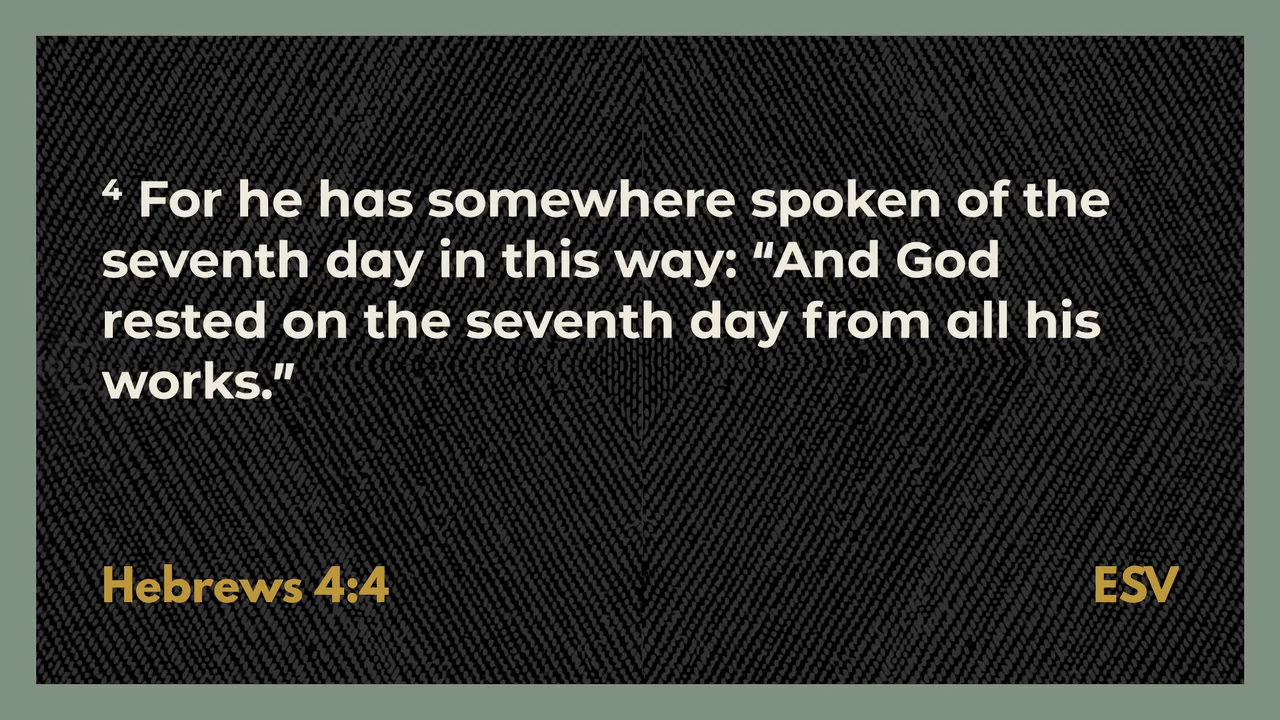 ⁴ For he has somewhere spoken of the
seventh day in this way: “And God
rested on the seventh day from all his
works.”
Hebrews 4:4
ESV